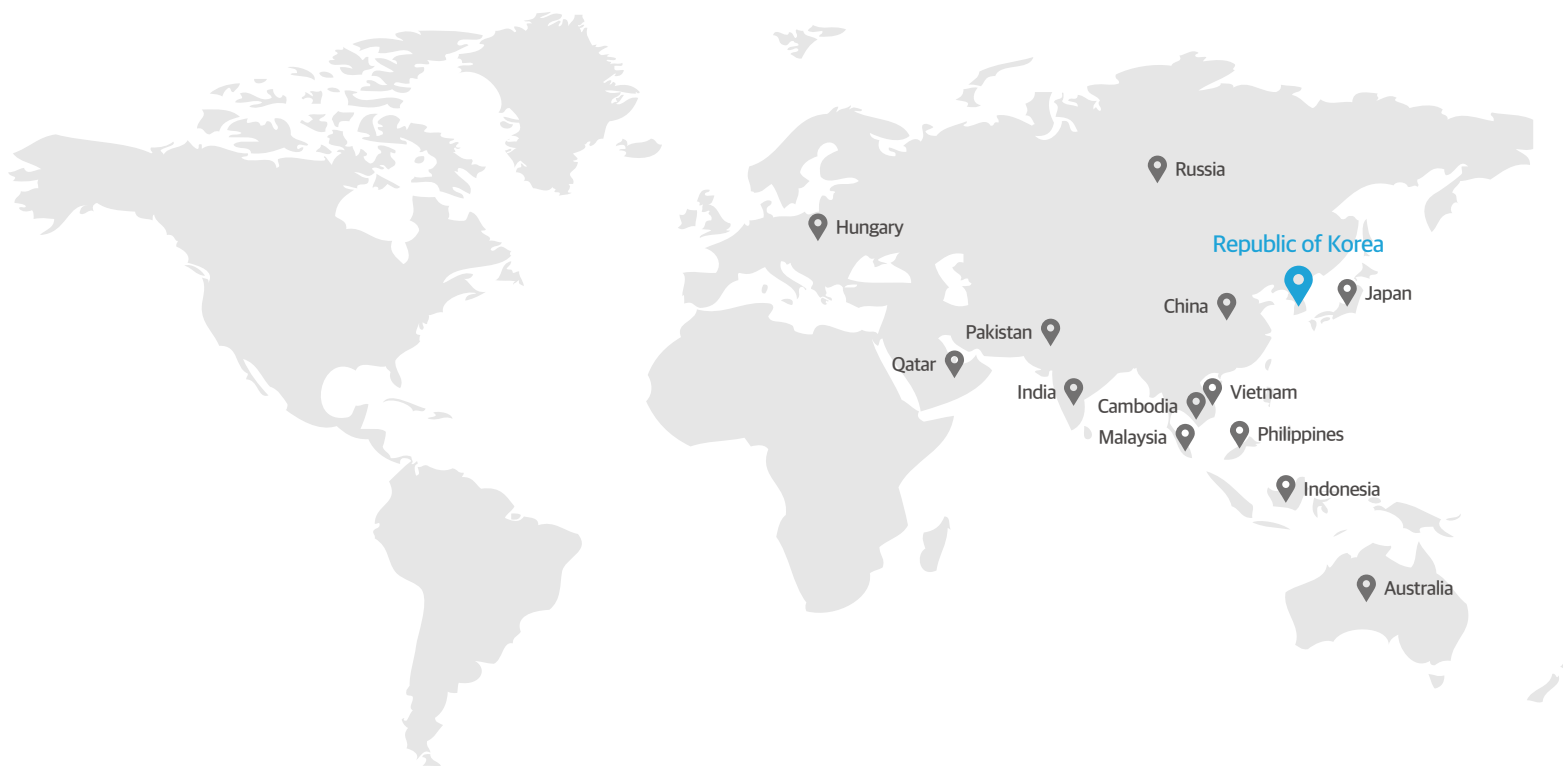 Russia
Hungary
Republic of Korea
Japan
China
Pakistan
Qatar
India
Vietnam
Cambodia
Philippines
Malaysia
Indonesia
Australia